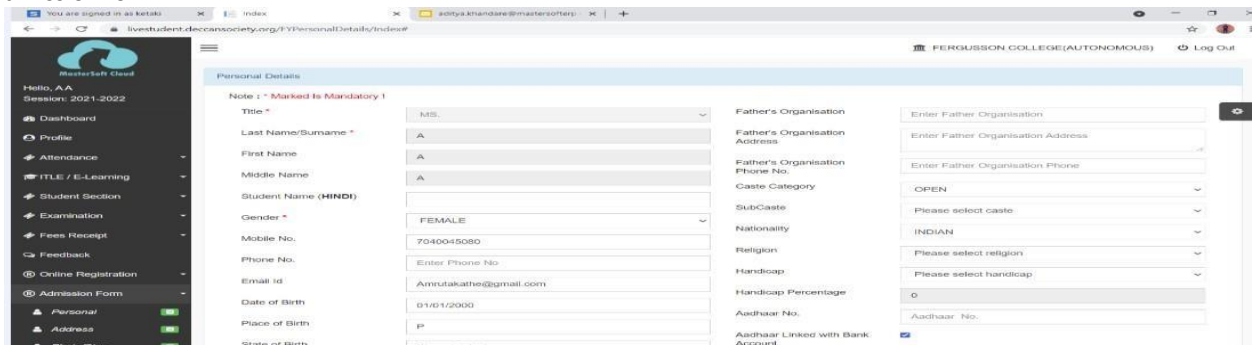 You are signed in as ketaki
Index
aditya.khandare@mastersofterp
livestudent.deccansociety.org/FYPersonalDetails/Index#
MasterSoft Cloud
FERGUSSON COLLEGE(AUTONOMOUS)
Log Out
Hello, A A
Session: 2021-2022
Dashboard
Profile
Attendance
ITLE / E-Learning
Student Section
Examination
Fees Receipt
Feedback
Online Registration
Admission Form
Personal
Address
Personal Details
Note : * Marked Is Mandatory !
Title * MS.
Last Name/Surname * A
First Name A
Middle Name A
Student Name (HINDI)
Gender * FEMALE
Mobile No. 7040045080
Phone No. Enter Phone No
Email Id Amrutakathe@gmail.com
Date of Birth 01/01/2000
Place of Birth P
State of Birth
Father's Organisation Enter Father Organisation
Father's Organisation Address Enter Father Organisation Address
Father's Organisation Phone No. Enter Father Organisation Phone
Caste Category OPEN
SubCaste Please select caste
Nationality INDIAN
Religion Please select religion
Handicap Please select handicap
Handicap Percentage 0
Aadhaar No. Aadhaar No.
Aadhaar Linked with Bank Account